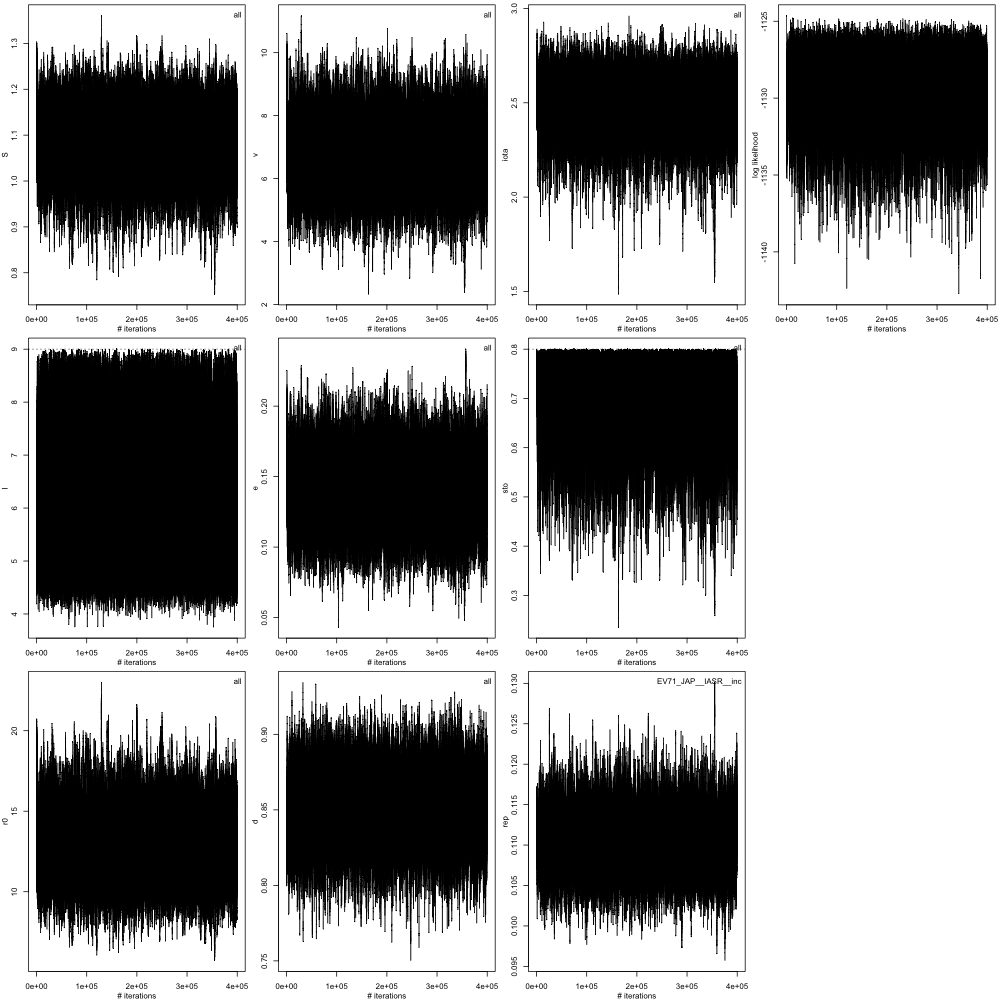 all
S
1.3
1.2
1.1
1.0
0.9
0.8
0e+00 1e+05 2e+05 3e+05 4e+05
# iterations
all
v
10
8
6
4
2
0e+00 1e+05 2e+05 3e+05 4e+05
# iterations
all
iota
3.0
2.5
2.0
1.5
0e+00 1e+05 2e+05 3e+05 4e+05
# iterations
log likelihood
-1125
-1130
-1135
-1140
0e+00 1e+05 2e+05 3e+05 4e+05
# iterations
all
l
9
8
7
6
5
4
0e+00 1e+05 2e+05 3e+05 4e+05
# iterations
all
e
0.20
0.15
0.10
0.05
0e+00 1e+05 2e+05 3e+05 4e+05
# iterations
all
sto
0.8
0.7
0.6
0.5
0.4
0.3
0e+00 1e+05 2e+05 3e+05 4e+05
# iterations
all
r0
20
15
10
0e+00 1e+05 2e+05 3e+05 4e+05
# iterations
all
d
0.90
0.85
0.80
0.75
0e+00 1e+05 2e+05 3e+05 4e+05
# iterations
EV71_JAP__IASR__inc
rep
0.130
0.125
0.120
0.115
0.110
0.105
0.100
0.095
0e+00 1e+05 2e+05 3e+05 4e+05
# iterations